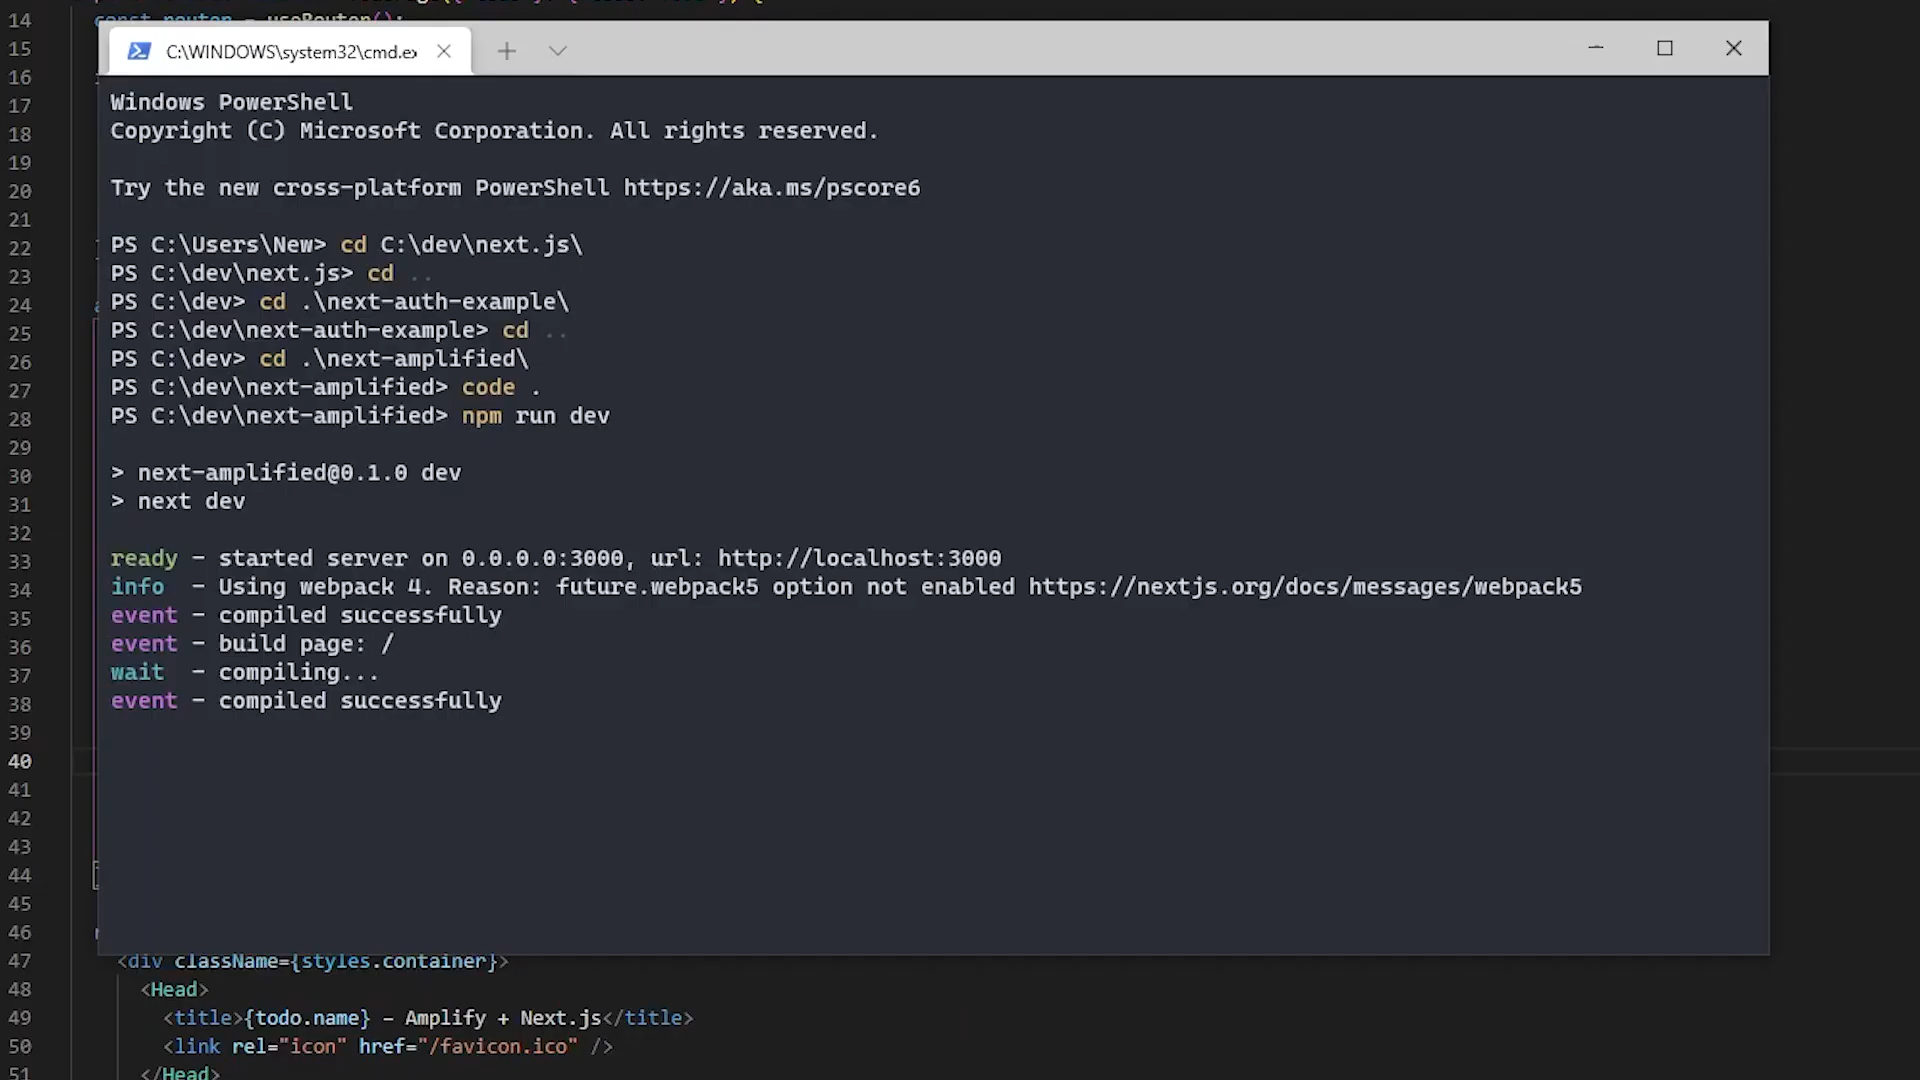 14 const router = useRouter();
15
C:\WINDOWS\system32\cmd.ex
16
17
18
19
20
21
22
23
24
25
26
27
28
29
30
31
32
33
34
35
36
37
38
39
40
41
42
43
44
45
46
Windows PowerShell
Copyright (C) Microsoft Corporation. All rights reserved.
Try the new cross-platform PowerShell https://aka.ms/pscore6
PS C:\Users\New> cd C:\dev\next.js\
PS C:\dev\next.js> cd ..
PS C:\dev> cd .\next-auth-example\
PS C:\dev\next-auth-example> cd ..
PS C:\dev> cd .\next-amplified\
PS C:\dev\next-amplified> code .
PS C:\dev\next-amplified> npm run dev
> next-amplified@0.1.0 dev
> next dev
ready - started server on 0.0.0.0:3000, url: http://localhost:3000
info  - Using webpack 4. Reason: future.webpack5 option not enabled https://nextjs.org/docs/messages/webpack5
event - compiled successfully
event - build page: /
wait  - compiling...
event - compiled successfully
47 <div className={styles.container}>
48 <Head>
49 <title>{todo.name} - Amplify + Next.js</title>
50 <link rel="icon" href="/favicon.ico" />
51 </Head>